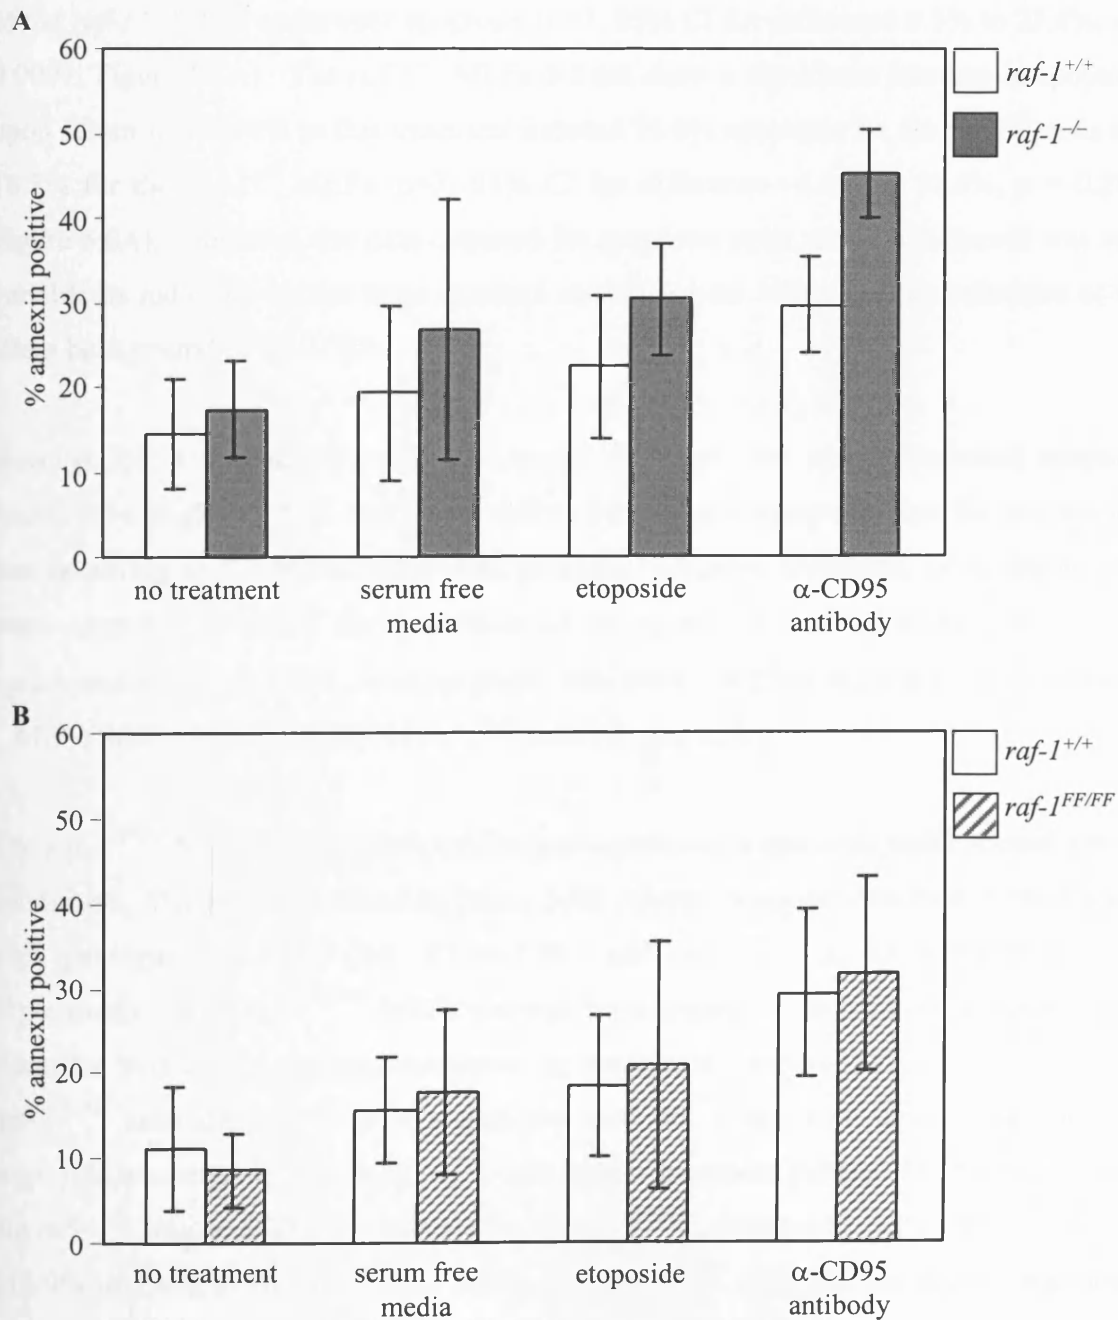 A
60
50
40
30
20
10
0
% annexin positive
raf-1+/+
raf-1-/-
no treatment
serum free
media
etoposide
α-CD95
antibody
B
60
50
40
30
20
10
0
% annexin positive
raf-1+/+
raf-1FF/FF
no treatment
serum free
media
etoposide
α-CD95
antibody